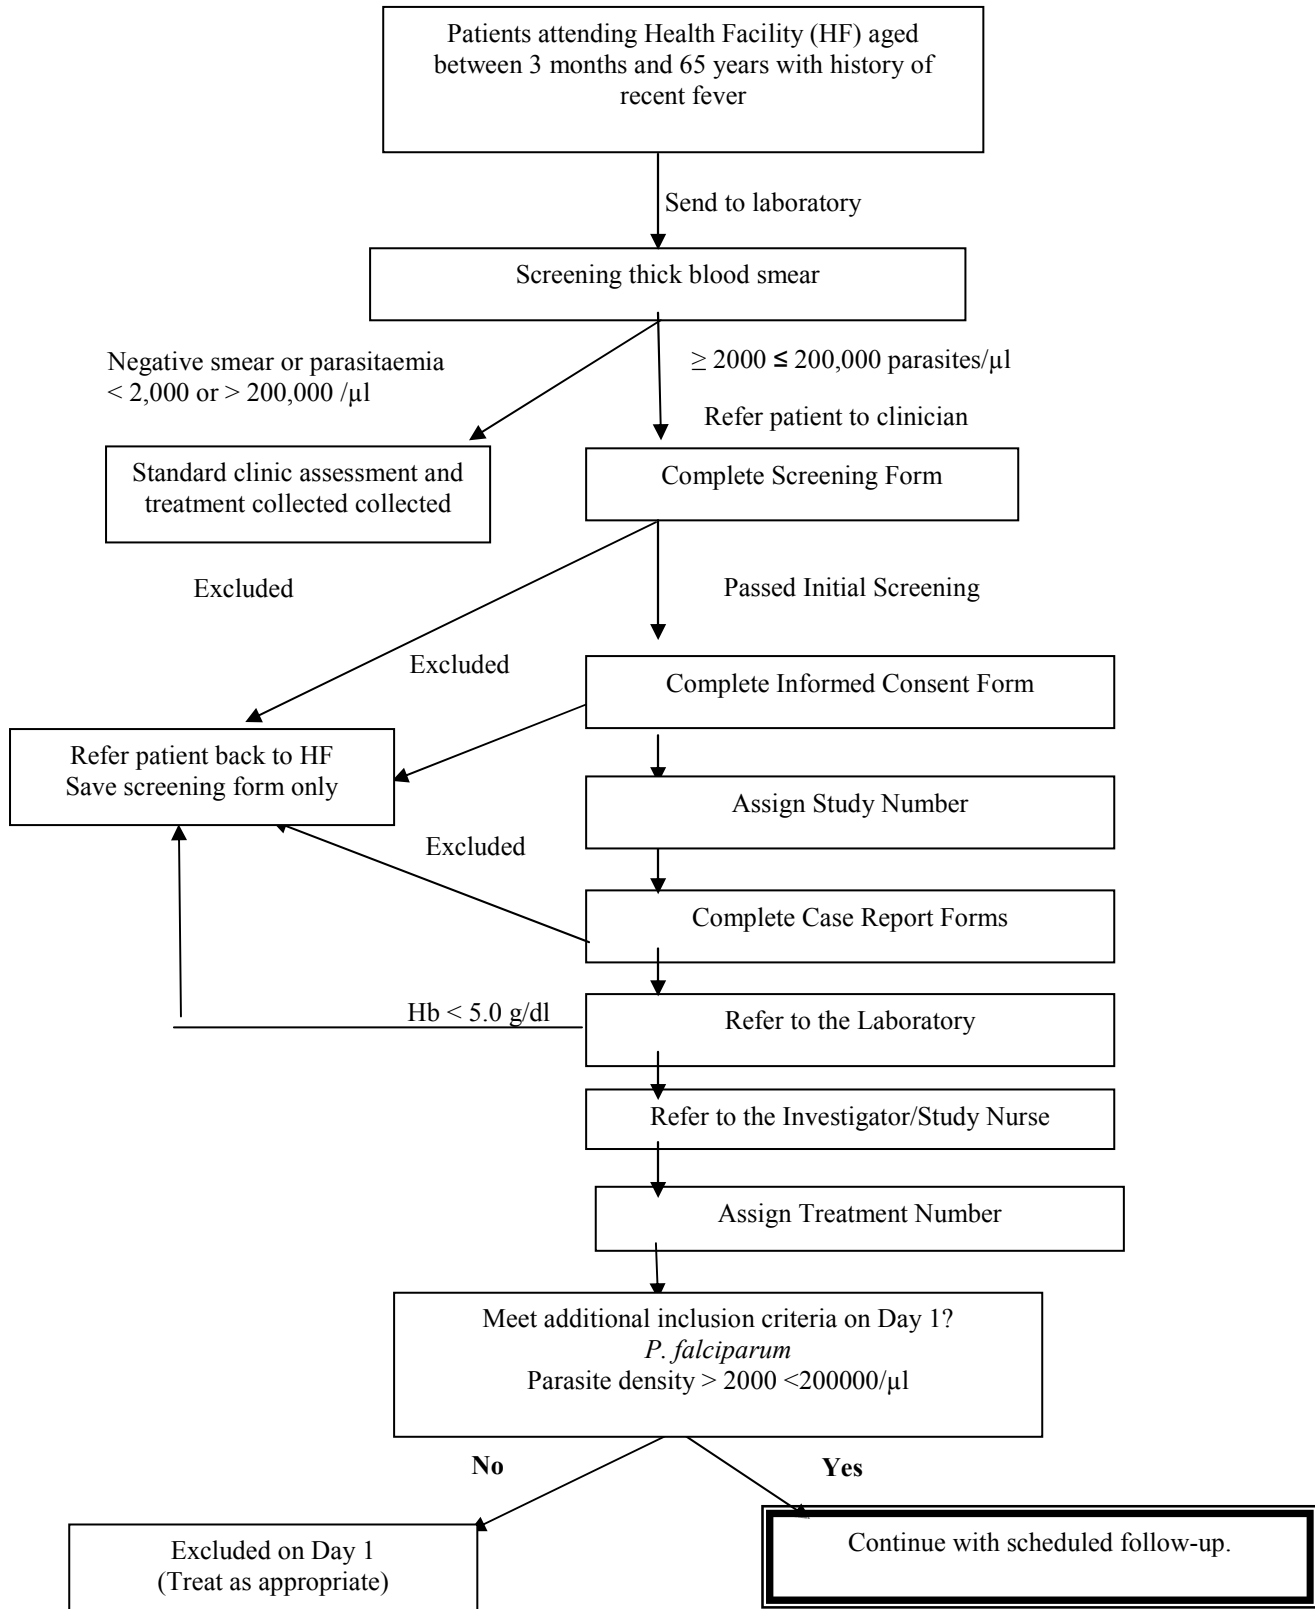 Patients attending Health Facility (HF) aged
between 3 months and 65 years with history of
recent fever
Send to laboratory
Screening thick blood smear
Negative smear or parasitaemia
< 2,000 or > 200,000 /µl
≥ 2000 ≤ 200,000 parasites/µl
Refer patient to clinician
Standard clinic assessment and
treatment collected collected
Complete Screening Form
Excluded
Passed Initial Screening
Excluded
Complete Informed Consent Form
Refer patient back to HF
Save screening form only
Assign Study Number
Excluded
Complete Case Report Forms
Hb < 5.0 g/dl
Refer to the Laboratory
Refer to the Investigator/Study Nurse
Assign Treatment Number
Meet additional inclusion criteria on Day 1?
P. falciparum
Parasite density > 2000 <200000/µl
No
Yes
Excluded on Day 1
(Treat as appropriate)
Continue with scheduled follow-up.